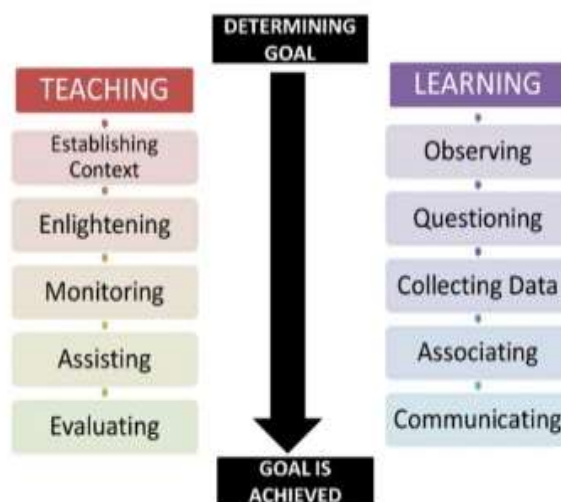 DETERMINING
GOAL
TEACHING
Establishing
Context
Enlightening
Monitoring
Assisting
Evaluating
LEARNING
Observing
Questioning
Collecting Data
Associating
Communicating
GOAL IS
ACHIEVED